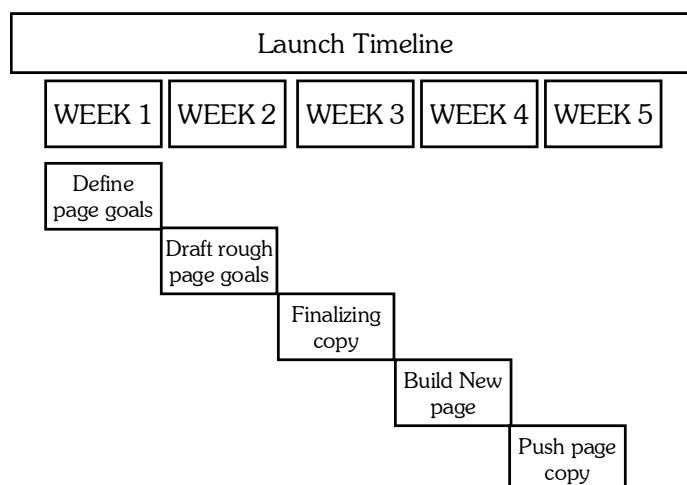 Launch Timeline
WEEK 1 WEEK 2 WEEK 3 WEEK 4 WEEK 5
Define
page goals
Draft rough
page goals
Finalizing
copy
Build New
page
Push page
copy